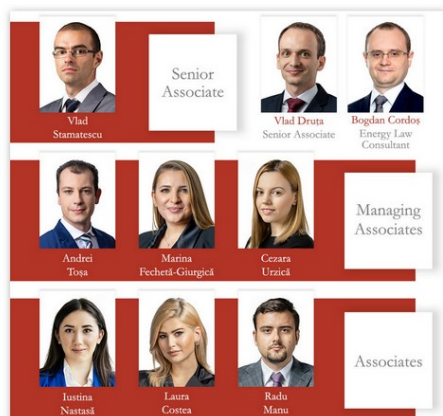 Vlad
Stamatescu
Senior
Associate
Vlad Druța
Senior Associate
Bogdan Cordoș
Energy Law
Consultant
Andrei
Toșa
Marina
Fechetă-Giurgică
Cezara
Urzică
Managing
Associates
Iustina
Nastasă
Laura
Costea
Radu
Manu
Associates